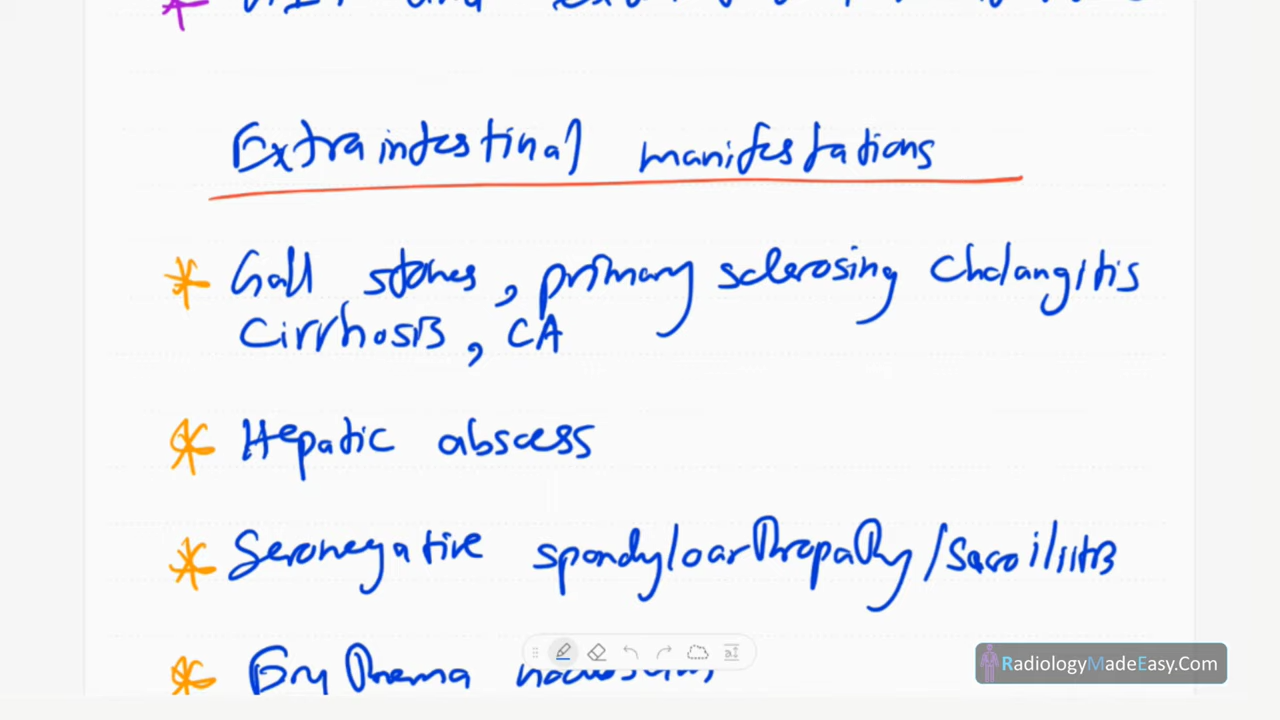 Extraintestinal manifestations
* Gall stones, primary sclerosing cholangitis
Cirrhosis, CA
* Hepatic abscess
* Seronegative spondyloarthropathy/Sacroiliitis
* Erythema
RadiologyMadeEasy.Com